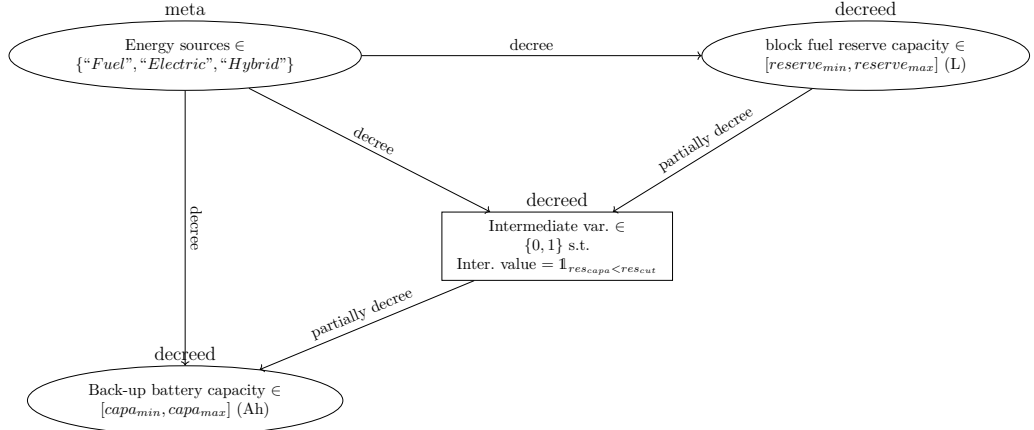 meta
decreed
Energy sources ∈
{“Fuel”, “Electric”, “Hybrid”}
decree
block fuel reserve capacity ∈
[reserve_min, reserve_max] (L)
decree
partially decree
decree
decreed
Intermediate var. ∈
{0, 1} s.t.
Inter. value = 𝟙_{res_capa<res_cut}
partially decree
decreed
Back-up battery capacity ∈
[capa_min, capa_max] (Ah)